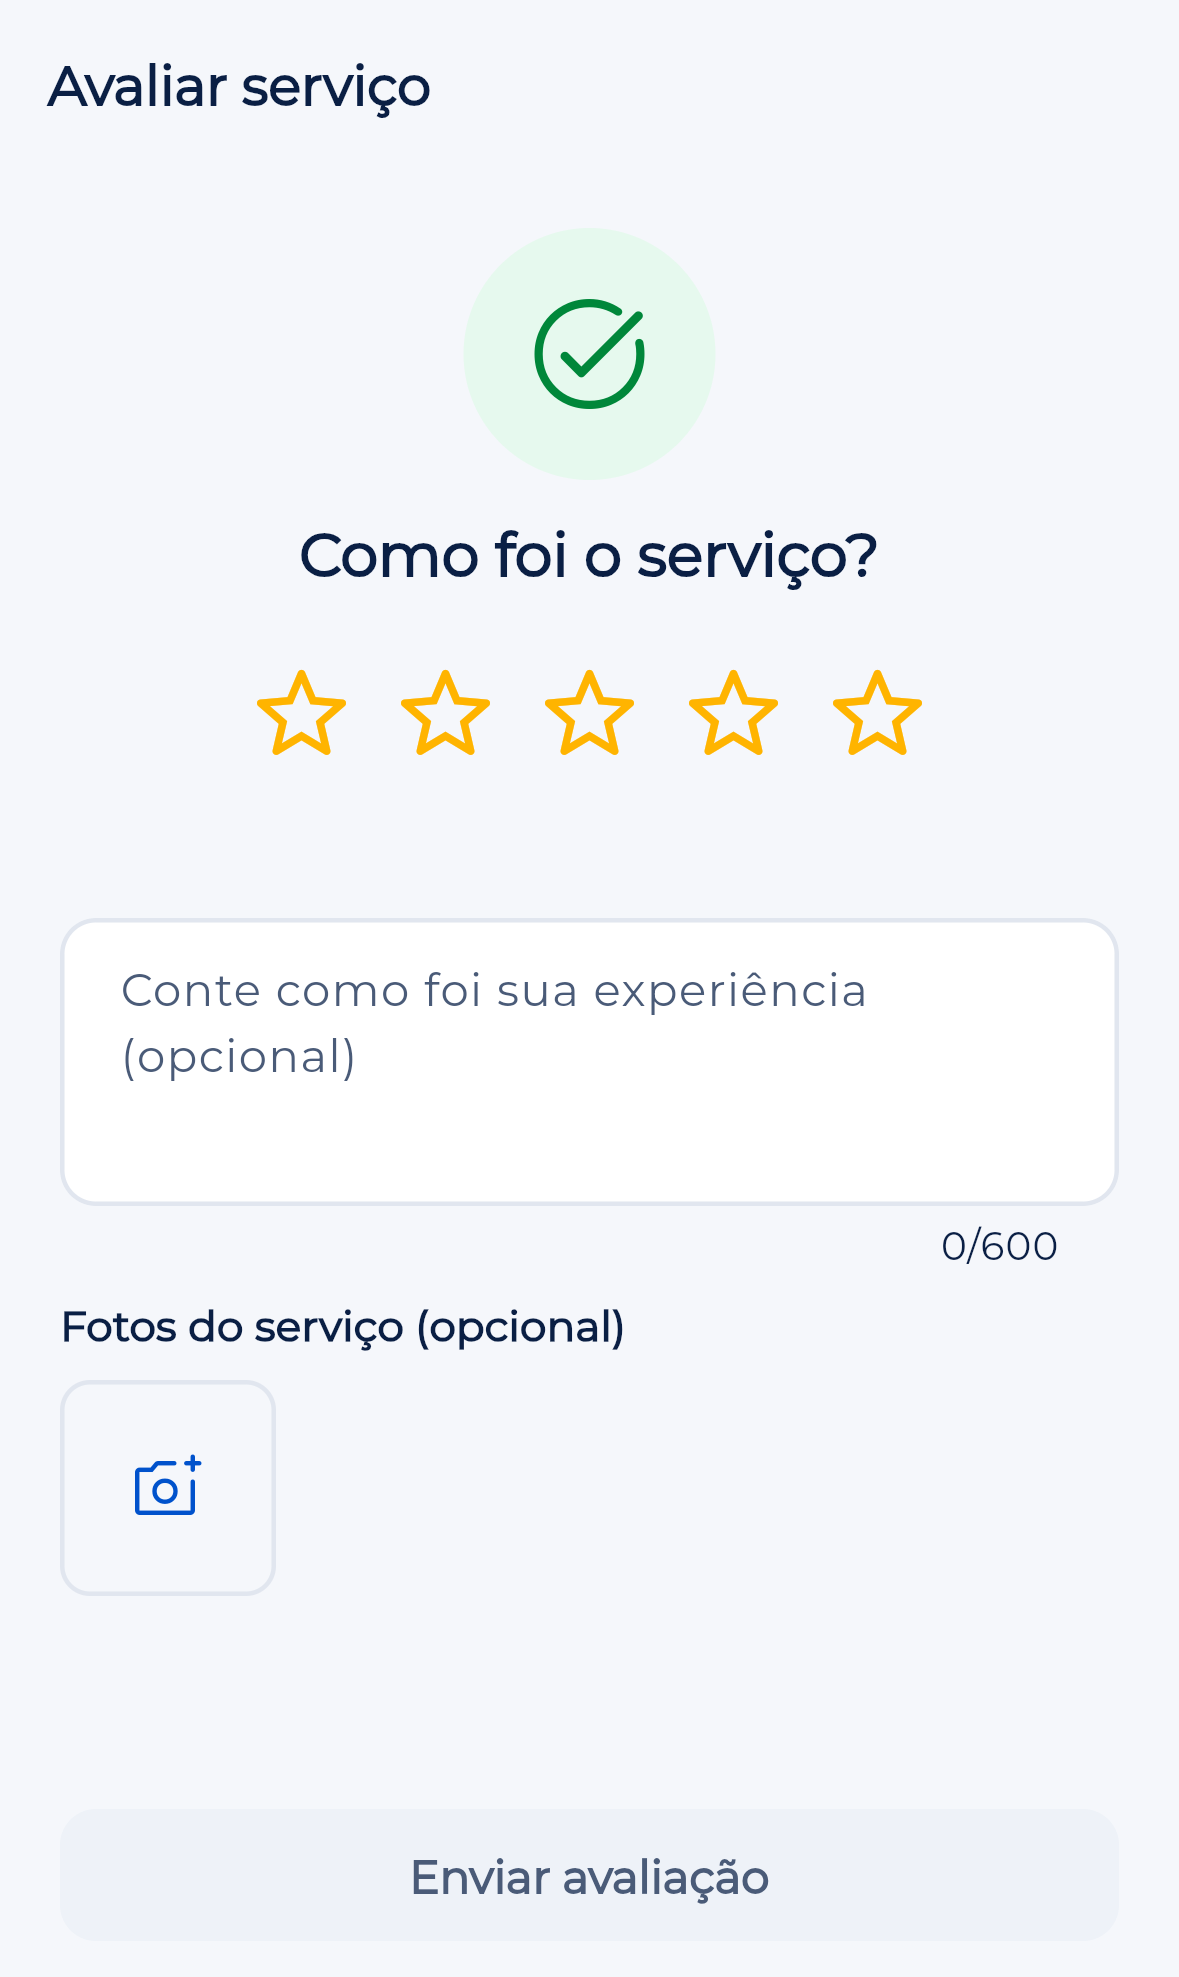 Avaliar serviço
Como foi o serviço?
Conte como foi sua experiência
(opcional)
0/600
Fotos do serviço (opcional)
Enviar avaliação